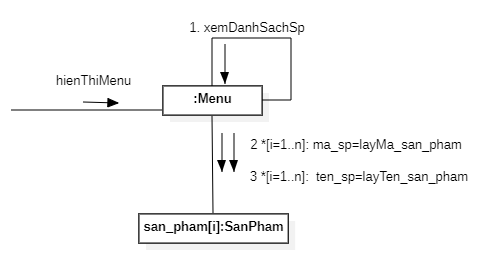 1. xemDanhSachSp
hienThiMenu
:Menu
2 *[i=1..n]: ma_sp=layMa_san_pham
3 *[i=1..n]: ten_sp=layTen_san_pham
san_pham[i]:SanPham